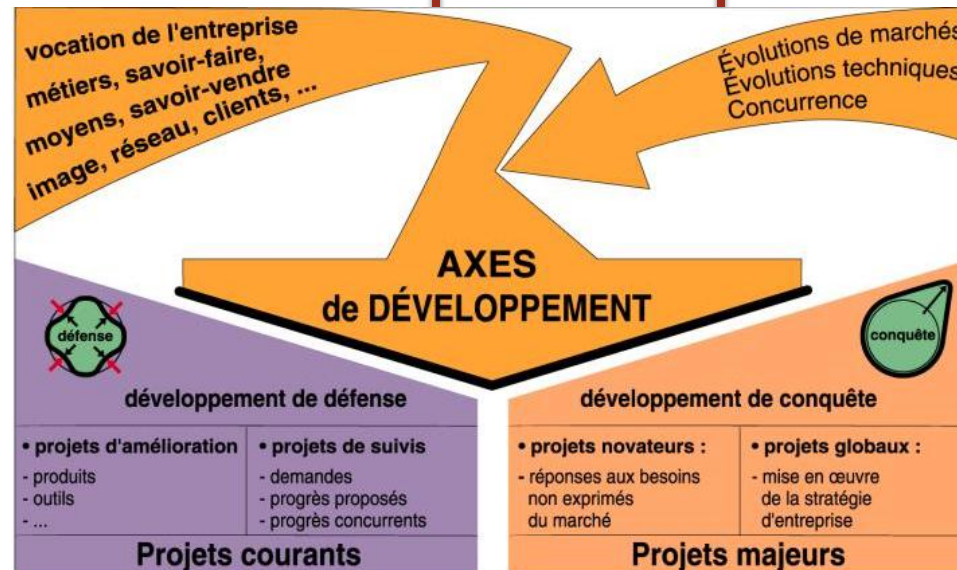 vocation de l'entreprise
métiers, savoir-faire,
moyens, savoir-vendre
image, réseau, clients, ...
Évolutions de marchés
Évolutions techniques
Concurrence
AXES
de DÉVELOPPEMENT
défense
développement de défense
• projets d'amélioration
- produits
- outils
- ...
• projets de suivis
- demandes
- progrès proposés
- progrès concurrents
Projets courants
conquête
développement de conquête
• projets novateurs :
- réponses aux besoins
non exprimés
du marché
• projets globaux :
- mise en œuvre
de la stratégie
d'entreprise
Projets majeurs